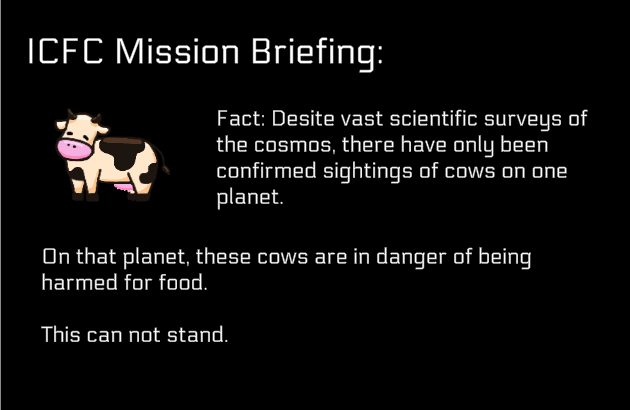 ICFC Mission Briefing:
Fact: Desite vast scientific surveys of
the cosmos, there have only been
confirmed sightings of cows on one
planet.
On that planet, these cows are in danger of being
harmed for food.
This can not stand.